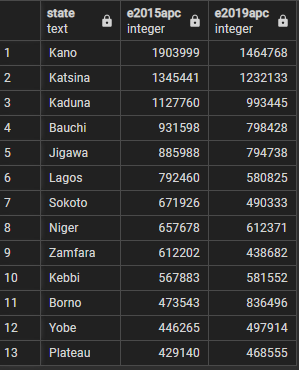 state e2015apc e2019apc
text integer integer
1 Kano 1903999 1464768
2 Katsina 1345441 1232133
3 Kaduna 1127760 993445
4 Bauchi 931598 798428
5 Jigawa 885988 794738
6 Lagos 792460 580825
7 Sokoto 671926 490333
8 Niger 657678 612371
9 Zamfara 612202 438682
10 Kebbi 567883 581552
11 Borno 473543 836496
12 Yobe 446265 497914
13 Plateau 429140 468555